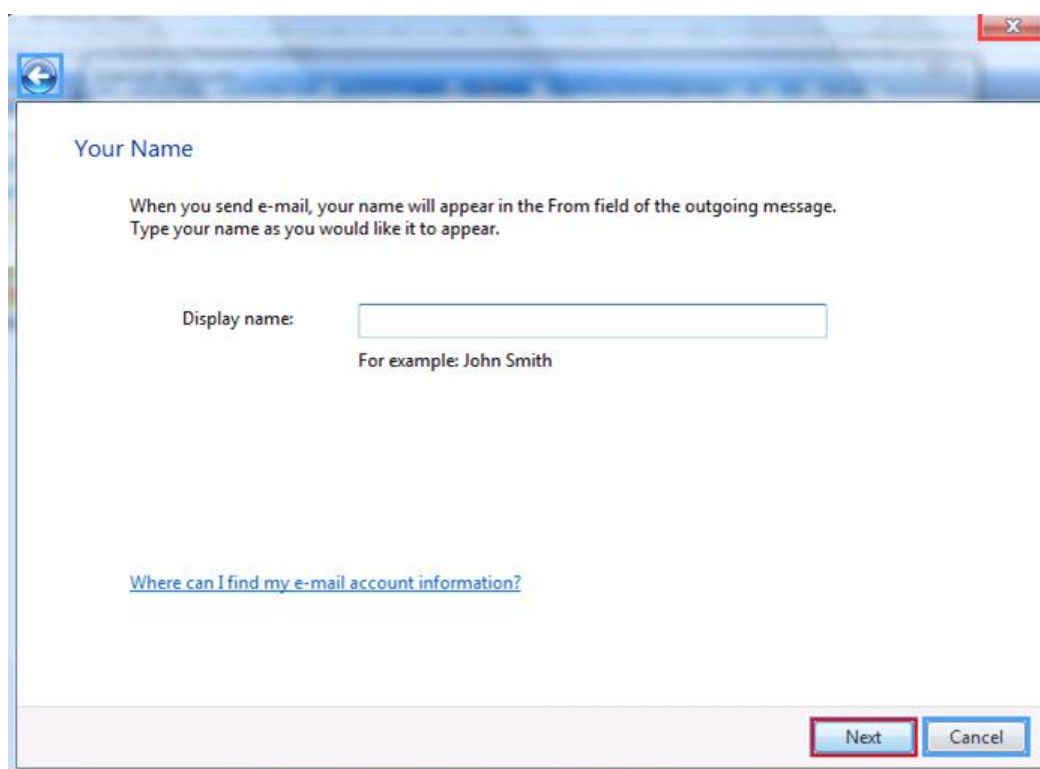 Your Name
When you send e-mail, your name will appear in the From field of the outgoing message.
Type your name as you would like it to appear.
Display name:
For example: John Smith
Where can I find my e-mail account information?
Next Cancel